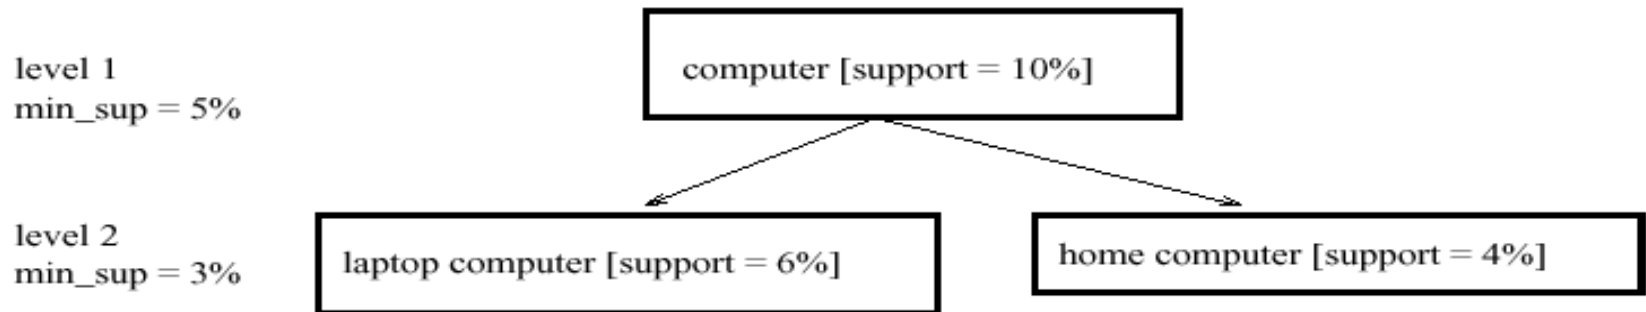 level 1
min_sup = 5%
computer [support = 10%]
level 2
min_sup = 3%
laptop computer [support = 6%]
home computer [support = 4%]